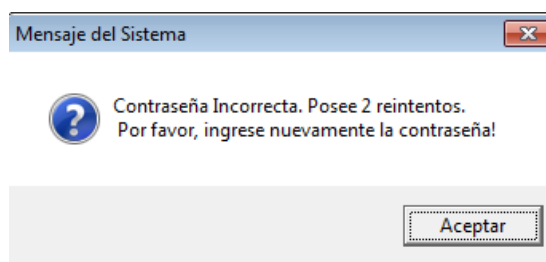 Mensaje del Sistema
Contraseña Incorrecta. Posee 2 reintentos.
Por favor, ingrese nuevamente la contraseña!
Aceptar